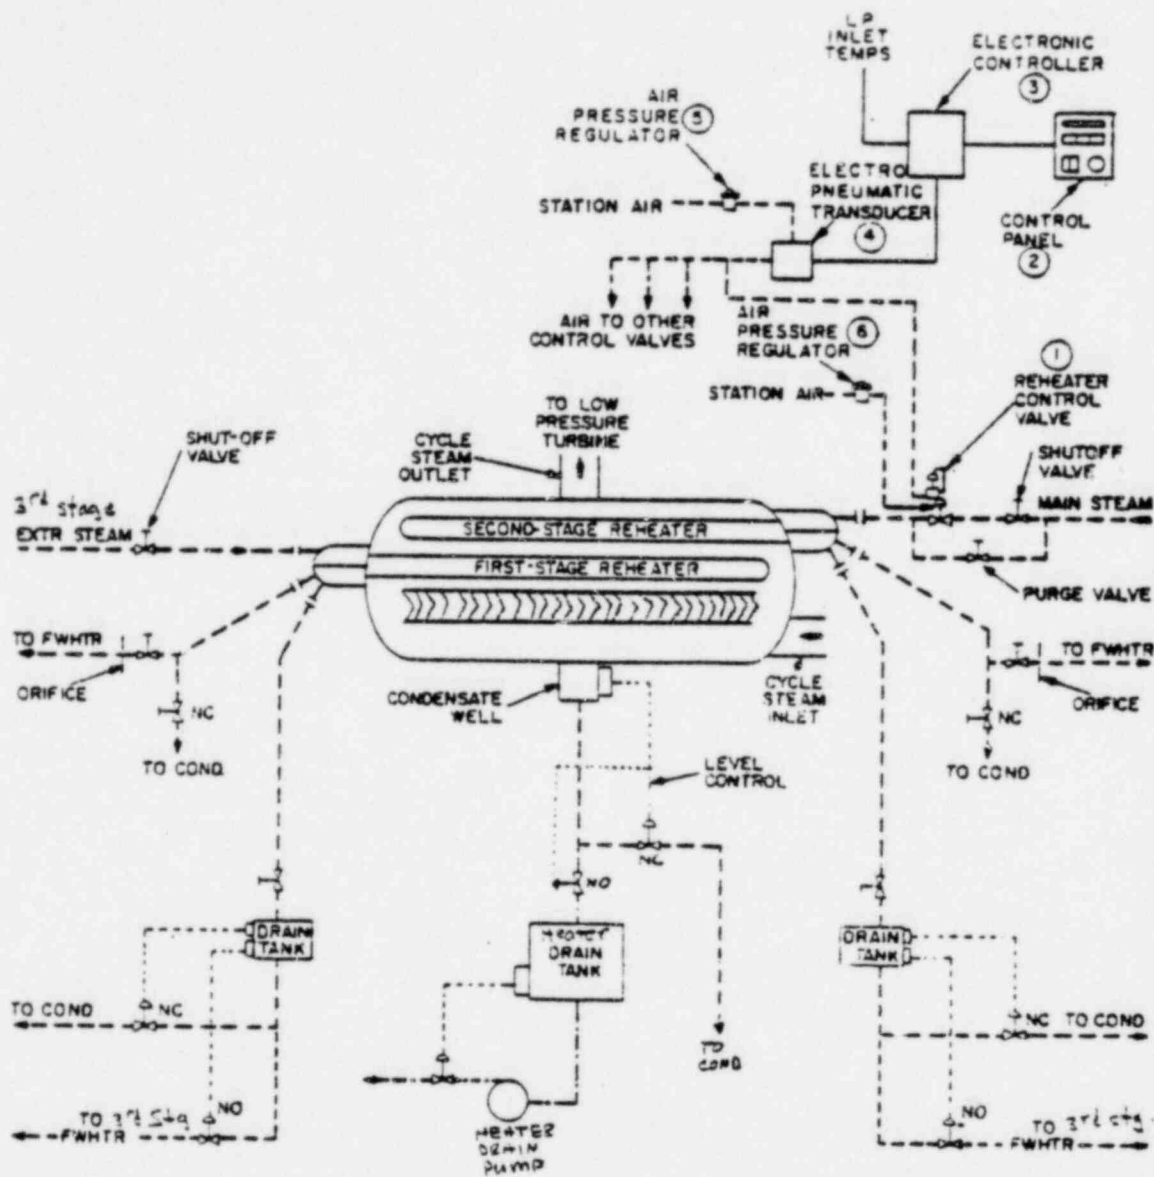 LP
INLET
TEMPS
ELECTRONIC
CONTROLLER
3
AIR
PRESSURE
REGULATOR
5
STATION AIR
ELECTRO
PNEUMATIC
TRANSDUCER
4
CONTROL
PANEL
2
AIR TO OTHER
CONTROL VALVES
AIR
PRESSURE
REGULATOR
6
STATION AIR
1
REHEATER
CONTROL
VALVE
SHUTOFF
VALVE
MAIN STEAM
PURGE VALVE
TO LOW
PRESSURE
TURBINE
CYCLE
STEAM
OUTLET
SHUT-OFF
VALVE
3rd Stage
EXTR STEAM
SECOND-STAGE REHEATER
FIRST-STAGE REHEATER
TO FWHTR
ORIFICE
NC
TO COND
CONDENSATE
WELL
CYCLE
STEAM
INLET
TO FWHTR
ORIFICE
NC
TO COND
LEVEL
CONTROL
NC
NO
DRAIN
TANK
DRAIN
TANK
DRAIN
TANK
TO COND
NC
TO
COND
NC TO COND
TO 3rd Stg
FWHTR
NO
HEATER
DRAIN
Pump
NO
TO 3rd stg
FWHTR